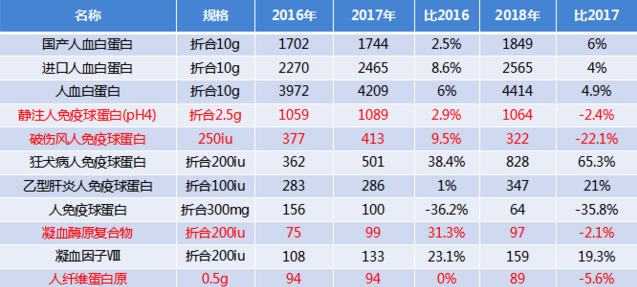 名称 规格 2016年 2017年 比2016 2018年 比2017
国产人血白蛋白 折合10g 1702 1744 2.5% 1849 6%
进口人血白蛋白 折合10g 2270 2465 8.6% 2565 4%
人血白蛋白 折合10g 3972 4209 6% 4414 4.9%
静注人免疫球蛋白(pH4) 折合2.5g 1059 1089 2.9% 1064 -2.4%
破伤风人免疫球蛋白 250iu 377 413 9.5% 322 -22.1%
狂犬病人免疫球蛋白 折合200iu 362 501 38.4% 828 65.3%
乙型肝炎人免疫球蛋白 折合100iu 283 286 1% 347 21%
人免疫球蛋白 折合300mg 156 100 -36.2% 64 -35.8%
凝血酶原复合物 折合200iu 75 99 31.3% 97 -2.1%
凝血因子Ⅷ 折合200iu 108 133 23.1% 159 19.3%
人纤维蛋白原 0.5g 94 94 0% 89 -5.6%